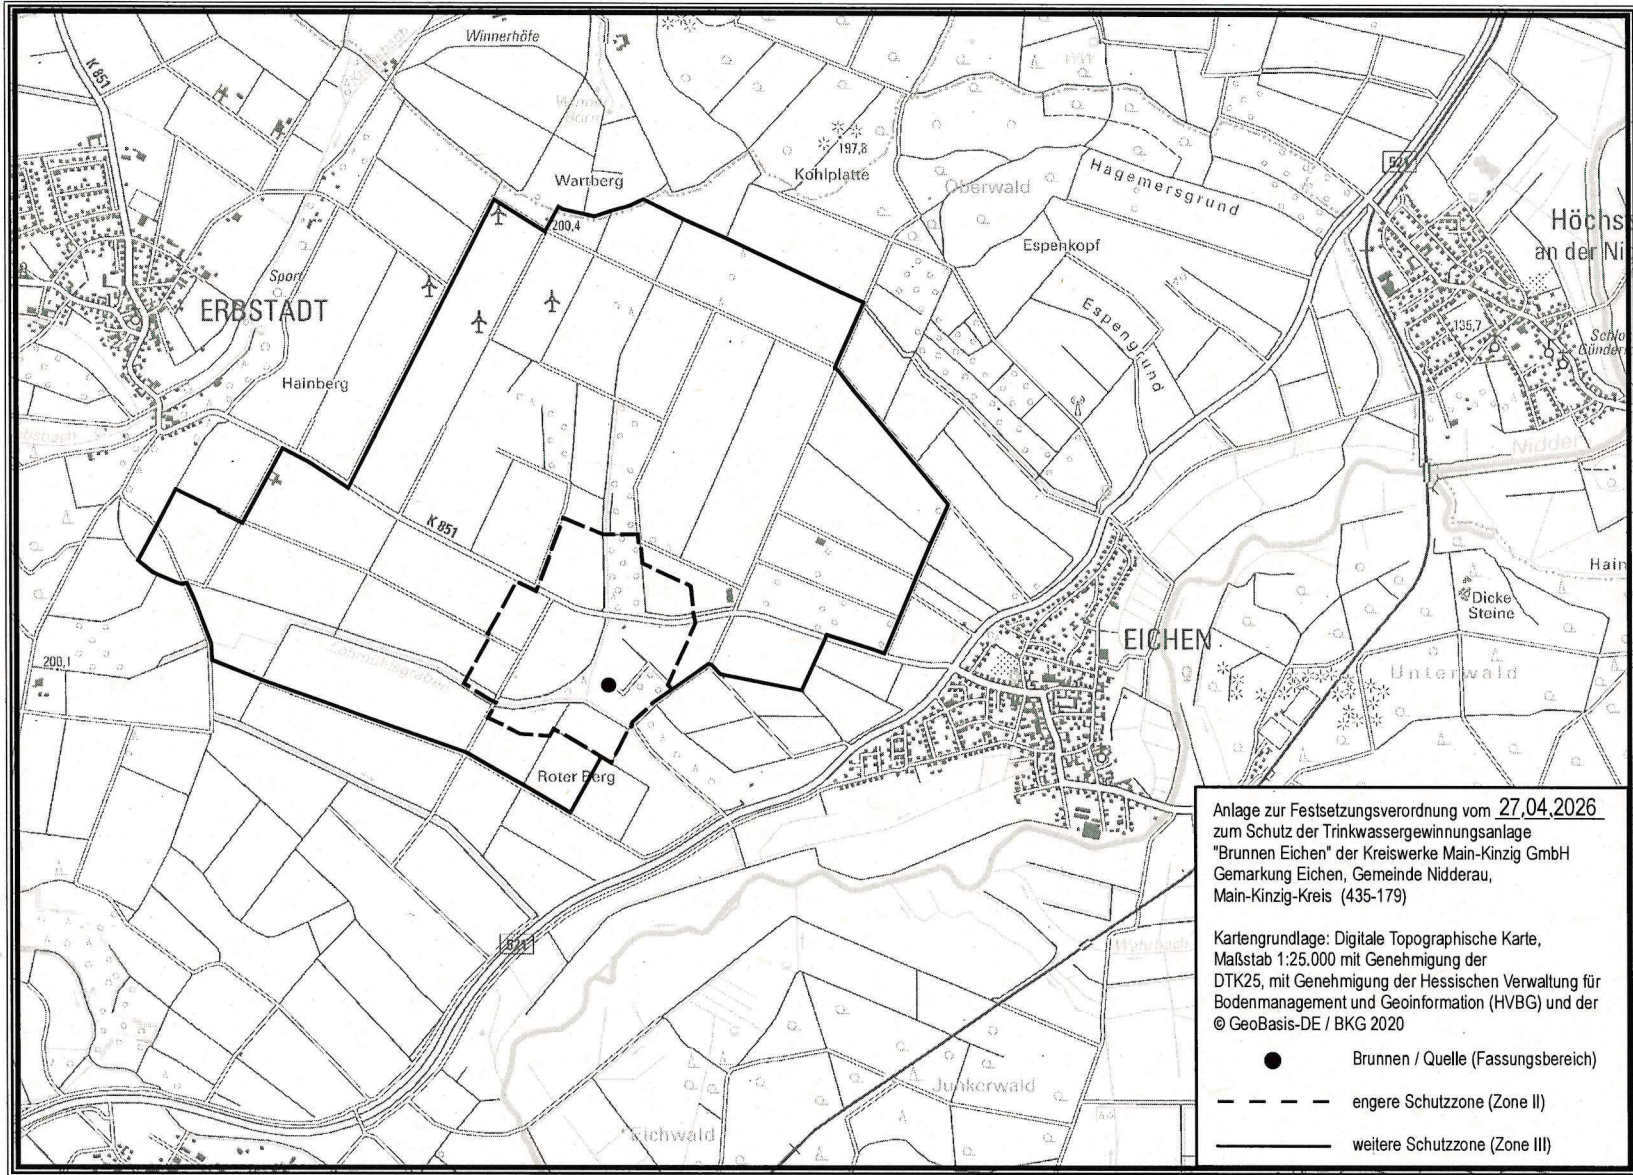 Winnerhöfe
K 851
Wartberg
197,8
Kohlplatte
Oberwald
Hagemersgrund
521
200,4
Espenkopf
Höchs
an der Ni
Sport
ERBSTADT
Espengrund
135,7
Schlo
Hainberg
Nidder
K 851
Hain
Dicke
Steine
EICHEN
200,1
Lohmühlsgraben
Unterwald
Roter Berg
521
Junkerwald
Eichwald
Anlage zur Festsetzungsverordnung vom 27.04.2026
zum Schutz der Trinkwassergewinnungsanlage
"Brunnen Eichen" der Kreiswerke Main-Kinzig GmbH
Gemarkung Eichen, Gemeinde Nidderau,
Main-Kinzig-Kreis (435-179)
Kartengrundlage: Digitale Topographische Karte,
Maßstab 1:25.000 mit Genehmigung der
DTK25, mit Genehmigung der Hessischen Verwaltung für
Bodenmanagement und Geoinformation (HVBG) und der
© GeoBasis-DE / BKG 2020
Brunnen / Quelle (Fassungsbereich)
engere Schutzzone (Zone II)
weitere Schutzzone (Zone III)